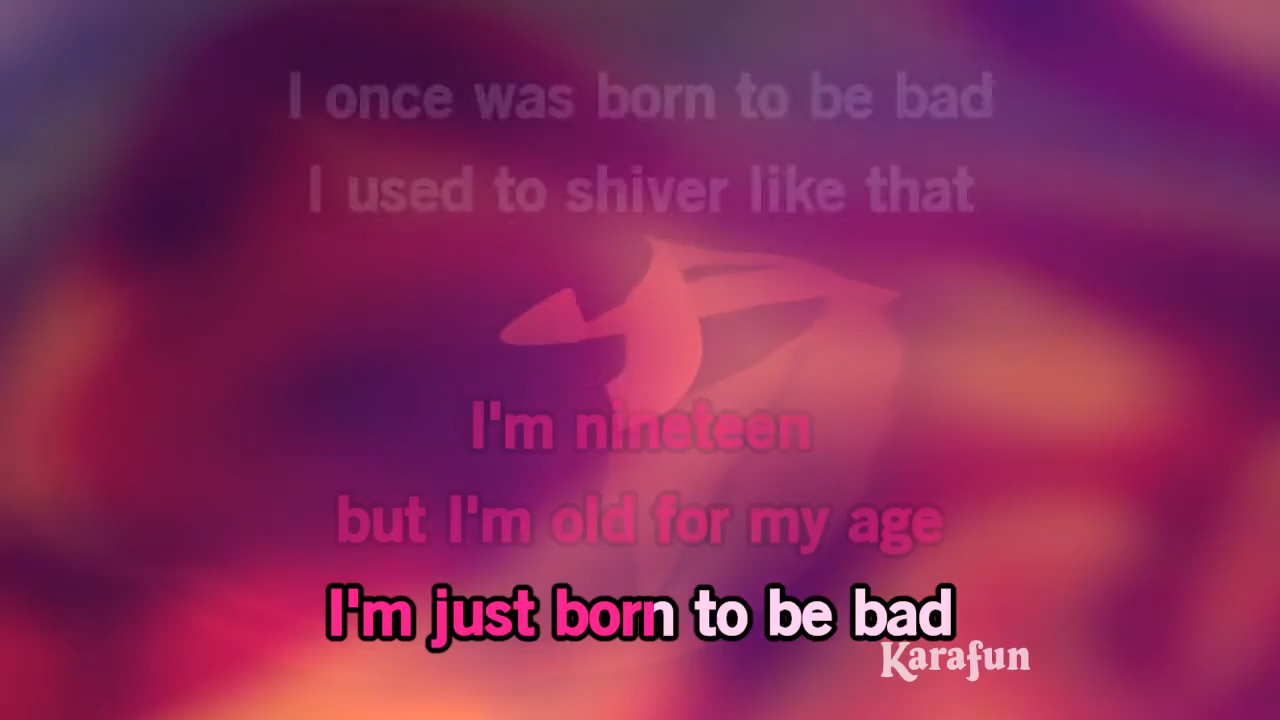 I once was born to be bad
I used to shiver like that
I'm nineteen
but I'm old for my age
I'm just born to be bad
Karafun